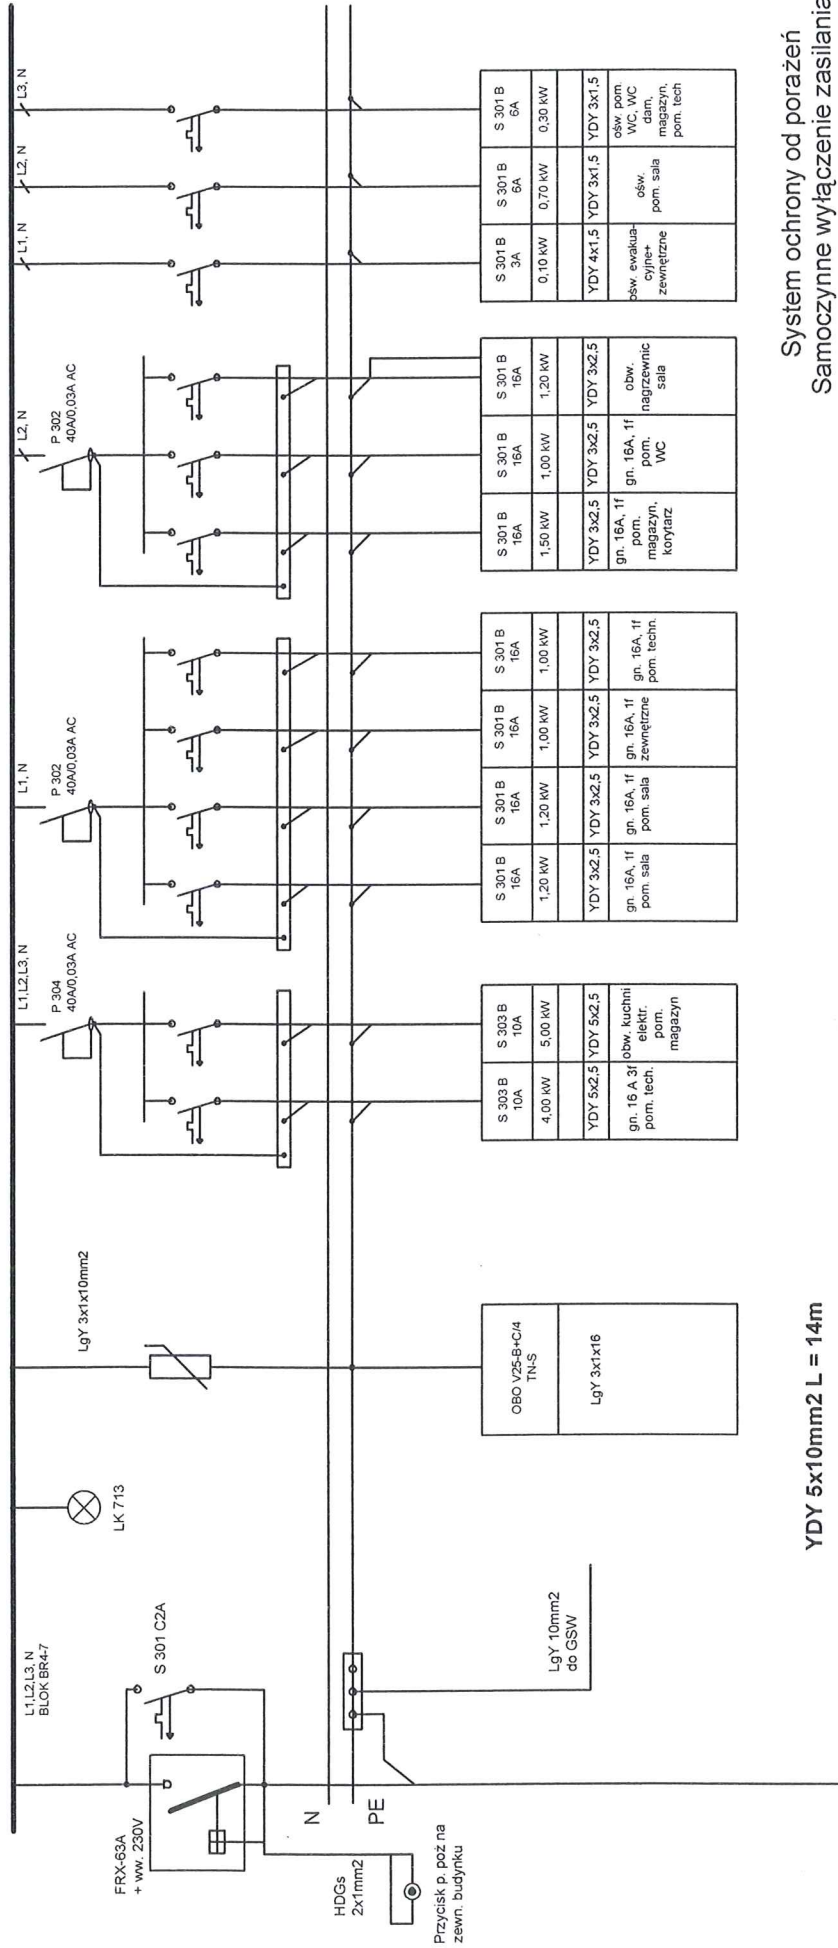 L1,L2,L3, N
BLOK BR4-7
FRX-63A
+ ww. 230V
S 301 C2A
HDGs
2x1mm2
Przycisk p. poż na
zewn. budynku
N
PE
LgY 10mm2
do GSW
LK 713
LgY 3x1x10mm2
OBO V25-B+C/4
TN-S
LgY 3x1x16
L1,L2,L3, N
P 304
40A/0,03A AC
S 303 B
10A
4,00 kW
YDY 5x2,5
gn. 16 A 3f
pom. tech.
S 303 B
10A
5,00 kW
YDY 5x2,5
obw. kuchni
elektr.
pom.
magazyn
L1, N
P 302
40A/0,03A AC
S 301 B
16A
1,20 kW
YDY 3x2,5
gn. 16A, 1f
pom. sala
S 301 B
16A
1,20 kW
YDY 3x2,5
gn. 16A, 1f
pom. sala
S 301 B
16A
1,00 kW
YDY 3x2,5
gn. 16A, 1f
zewnętrzne
S 301 B
16A
1,00 kW
YDY 3x2,5
gn. 16A, 1f
pom. techn.
L2, N
P 302
40A/0,03A AC
S 301 B
16A
1,50 kW
YDY 3x2,5
gn. 16A, 1f
pom.
magazyn,
korytarz
S 301 B
16A
1,00 kW
YDY 3x2,5
gn. 16A, 1f
pom.
WC
S 301 B
16A
1,20 kW
YDY 3x2,5
obw.
nagrzewnic
sala
L1, N
S 301 B
3A
0,10 kW
YDY 4x1,5
ośw. ewakua-
cyjne+
zewnętrzne
L2, N
S 301 B
6A
0,70 kW
YDY 3x1,5
ośw.
pom. sala
L3, N
S 301 B
6A
0,30 kW
YDY 3x1,5
ośw. pom.
WC, WC
dam,
magazyn,
pom. tech
YDY 5x10mm2 L = 14m
System ochrony od porażeń
Samoczynne wyłączenie zasilania